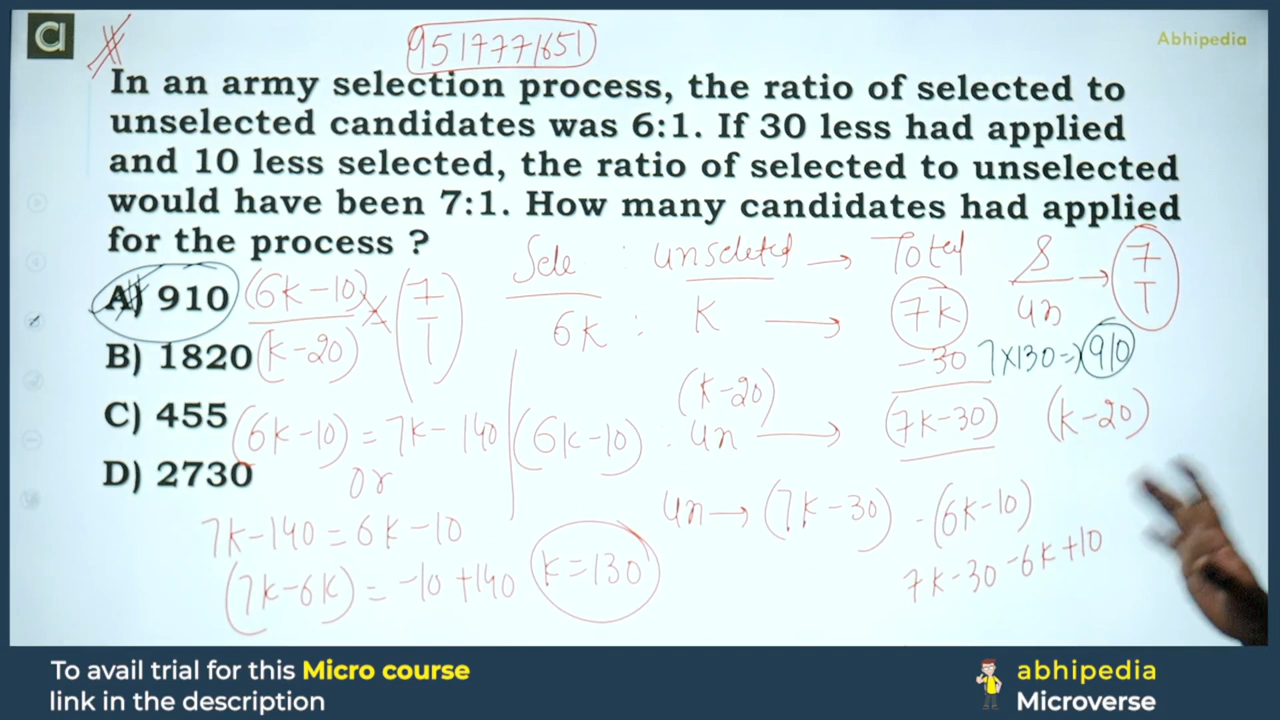 a
9517771651
Abhipedia
In an army selection process, the ratio of selected to
unselected candidates was 6:1. If 30 less had applied
and 10 less selected, the ratio of selected to unselected
would have been 7:1. How many candidates had applied
for the process ?
Sele : unseleted → Total S/un → 7/1
A) 910 (6k-10)/(k-20) × (7/1)
6k : k → 7k
B) 1820
-30 7×130 => 910
C) 455
(6k-10) = 7k-140
(6k-10) : un (k-20) → (7k-30) (k-20)
D) 2730
or
un → (7k-30) - (6k-10)
7k-140 = 6k-10
7k-30-6k+10
(7k-6k) = -10+140 k=130
To avail trial for this Micro course
link in the description
abhipedia
Microverse